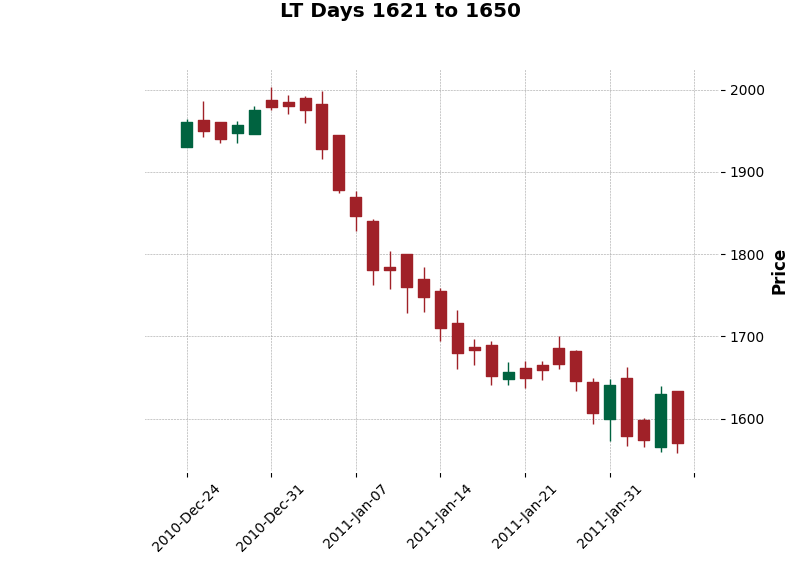 LT Days 1621 to 1650
2000
1900
1800
1700
1600
Price
2010-Dec-24
2010-Dec-31
2011-Jan-07
2011-Jan-14
2011-Jan-21
2011-Jan-31